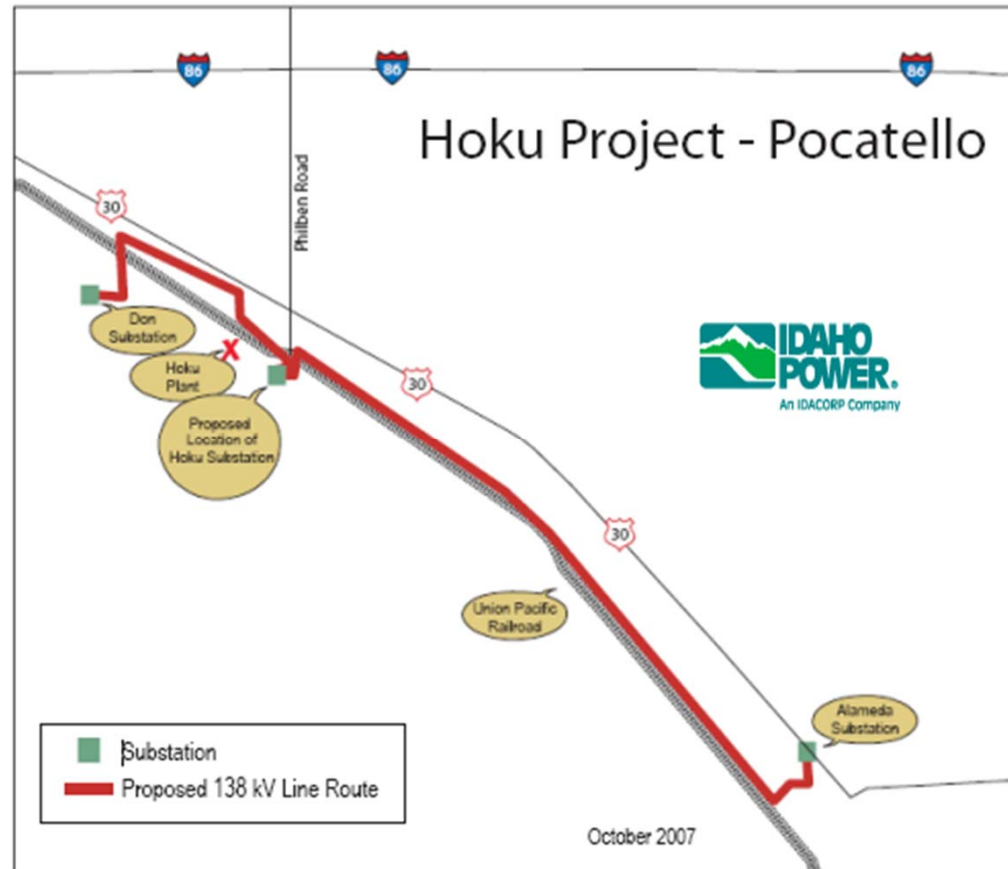 86
86
86
Hoku Project - Pocatello
Philben Road
30
Don
Substation
Hoku
Plant
X
Proposed
Location of
Hoku Substation
30
IDAHO
POWER.
An IDACORP Company
30
Union Pacific
Railroad
Alameda
Substation
Substation
Proposed 138 kV Line Route
October 2007